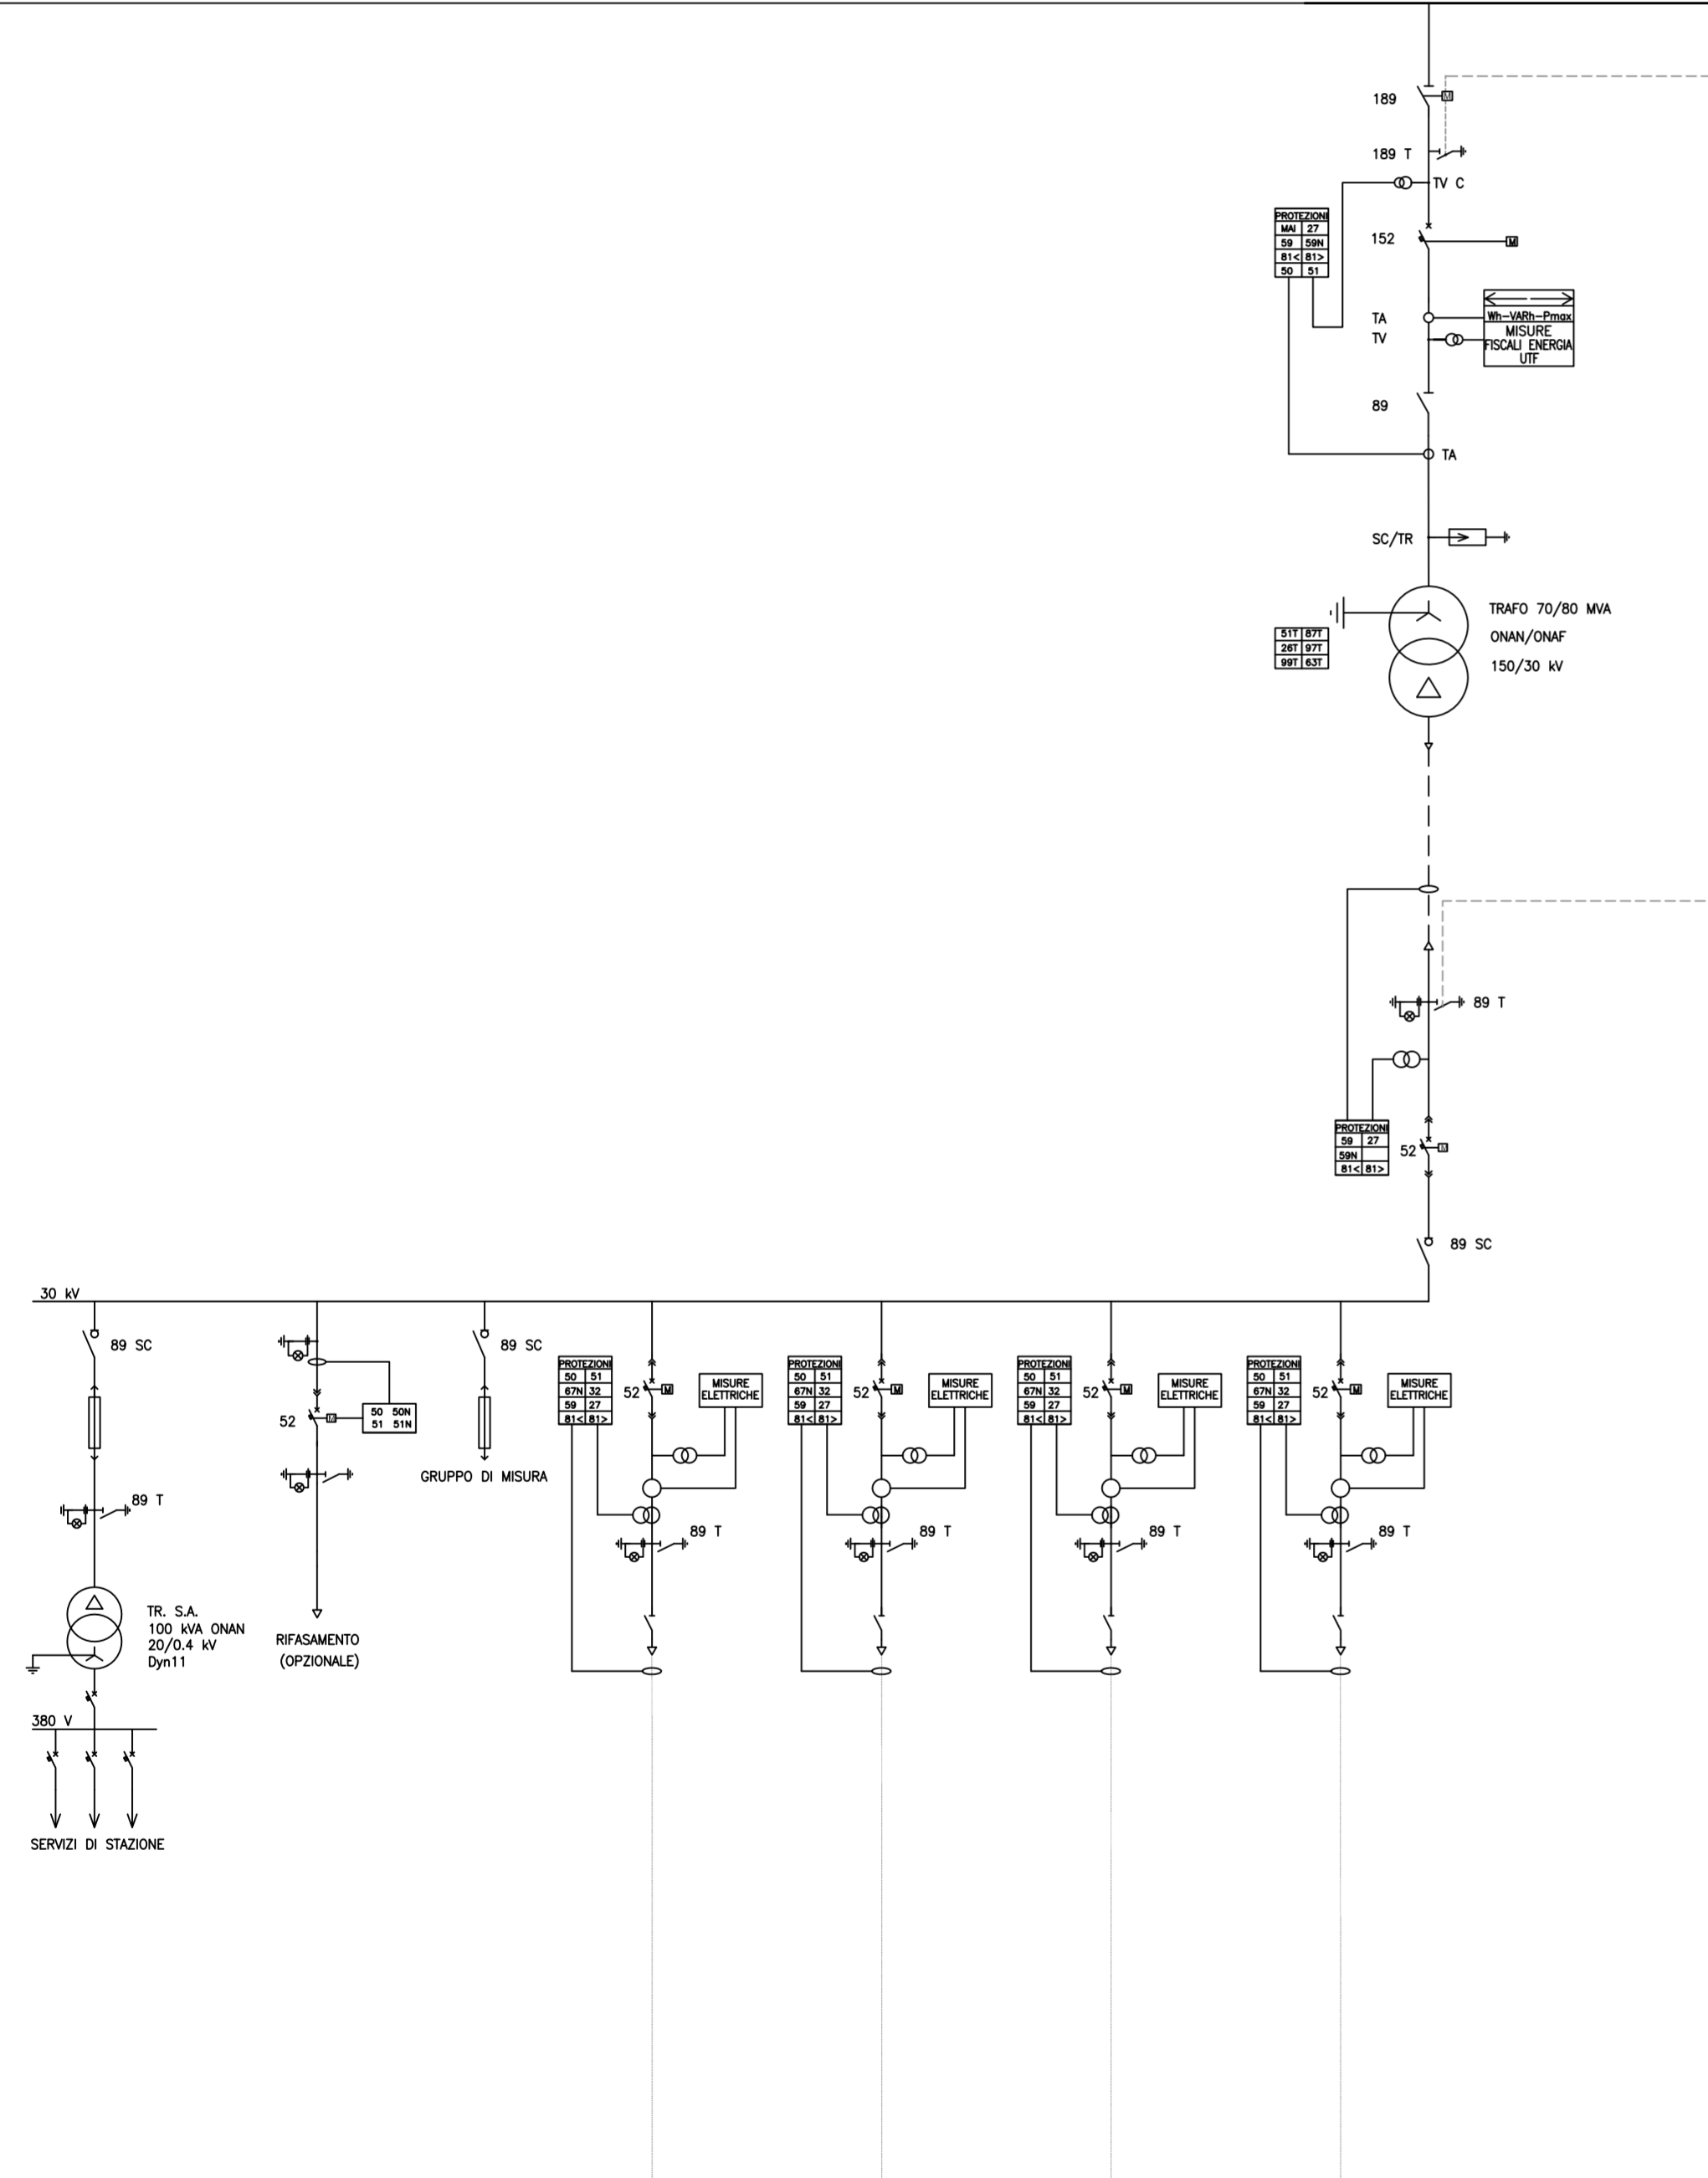 189
M
189 T
TV C
PROTEZIONI
MAI 27
59 59N
81< 81>
50 51
152
M
TA
TV
Wh-VARh-Pmax
MISURE
FISCALI ENERGIA
UTF
89
TA
SC/TR
TRAFO 70/80 MVA
ONAN/ONAF
150/30 kV
51T 87T
26T 97T
99T 63T
89 T
PROTEZIONI
59 27
59N
81< 81>
52
M
89 SC
30 kV
89 SC
89 T
TR. S.A.
100 kVA ONAN
20/0.4 kV
Dyn11
380 V
SERVIZI DI STAZIONE
52
M
50 50N
51 51N
RIFASAMENTO
(OPZIONALE)
89 SC
GRUPPO DI MISURA
PROTEZIONI
50 51
67N 32
59 27
81< 81>
52
M
MISURE
ELETTRICHE
89 T
PROTEZIONI
50 51
67N 32
59 27
81< 81>
52
M
MISURE
ELETTRICHE
89 T
PROTEZIONI
50 51
67N 32
59 27
81< 81>
52
M
MISURE
ELETTRICHE
89 T
PROTEZIONI
50 51
67N 32
59 27
81< 81>
52
M
MISURE
ELETTRICHE
89 T